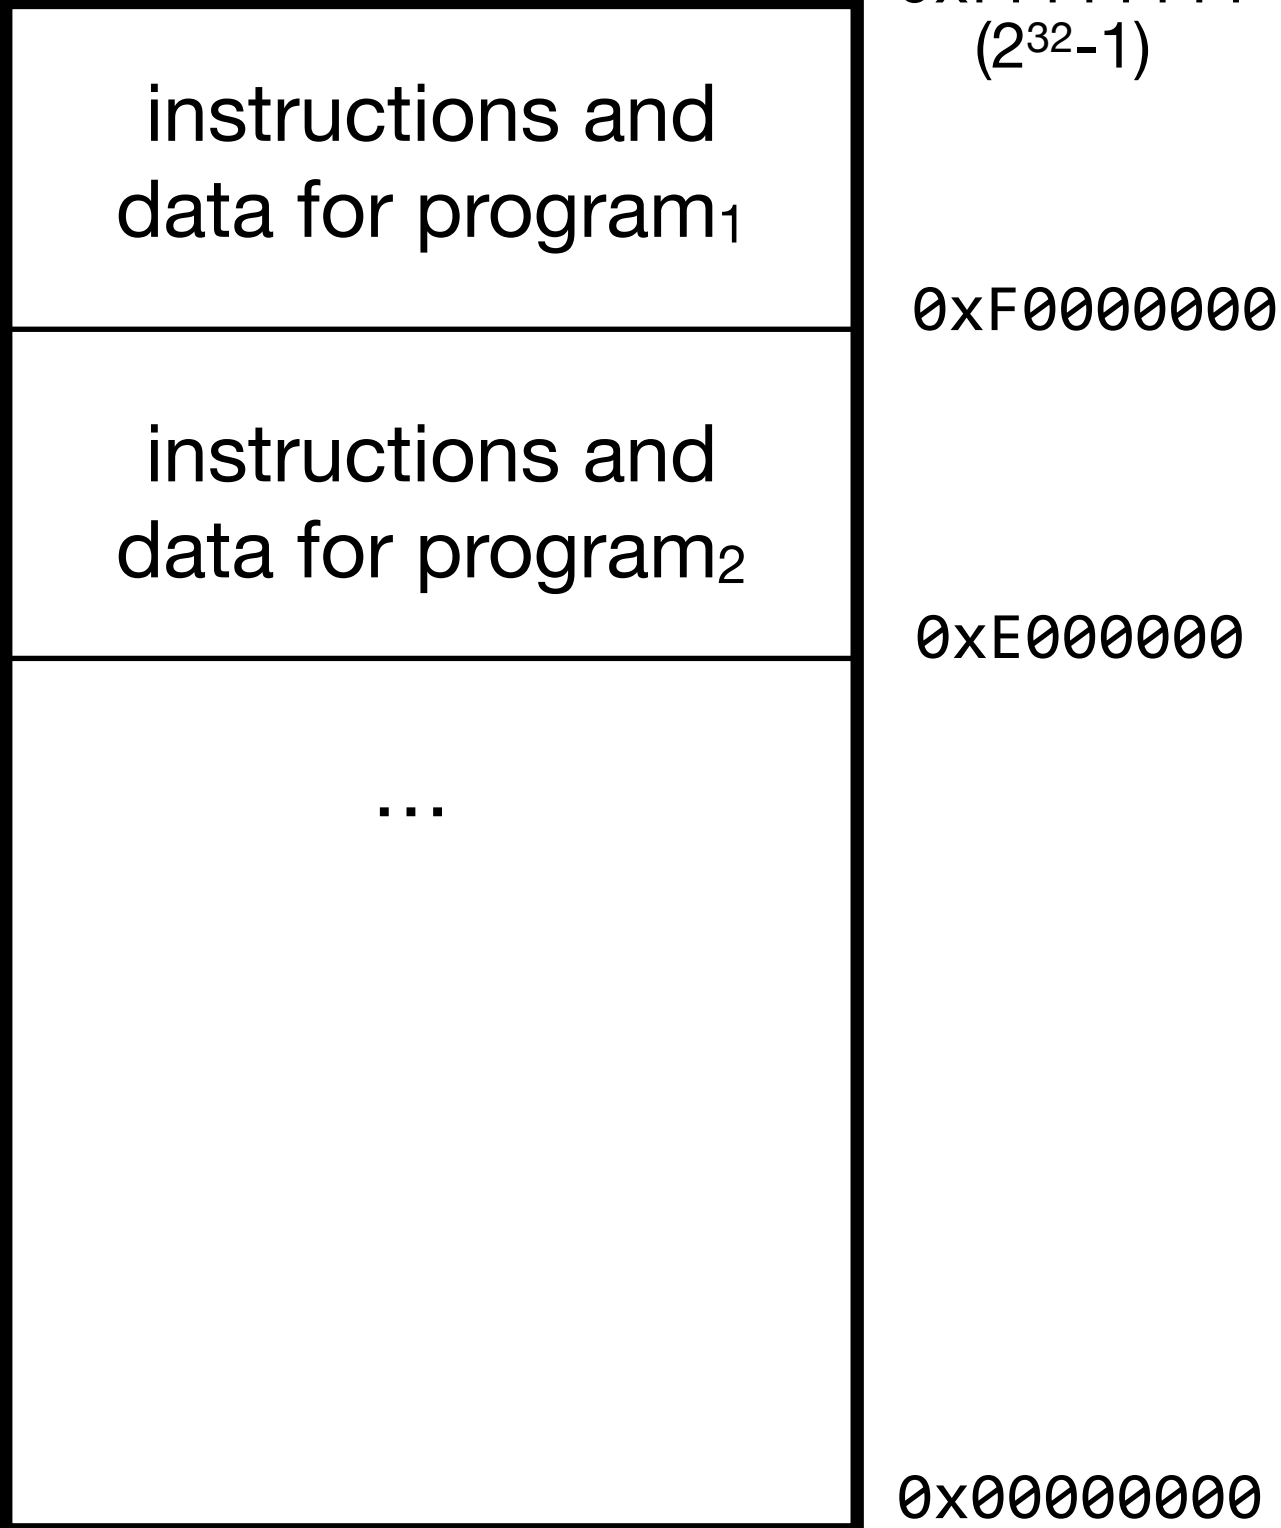 (2³²-1)
instructions and
data for program₁
0xF0000000
instructions and
data for program₂
0xE000000
…
0x00000000